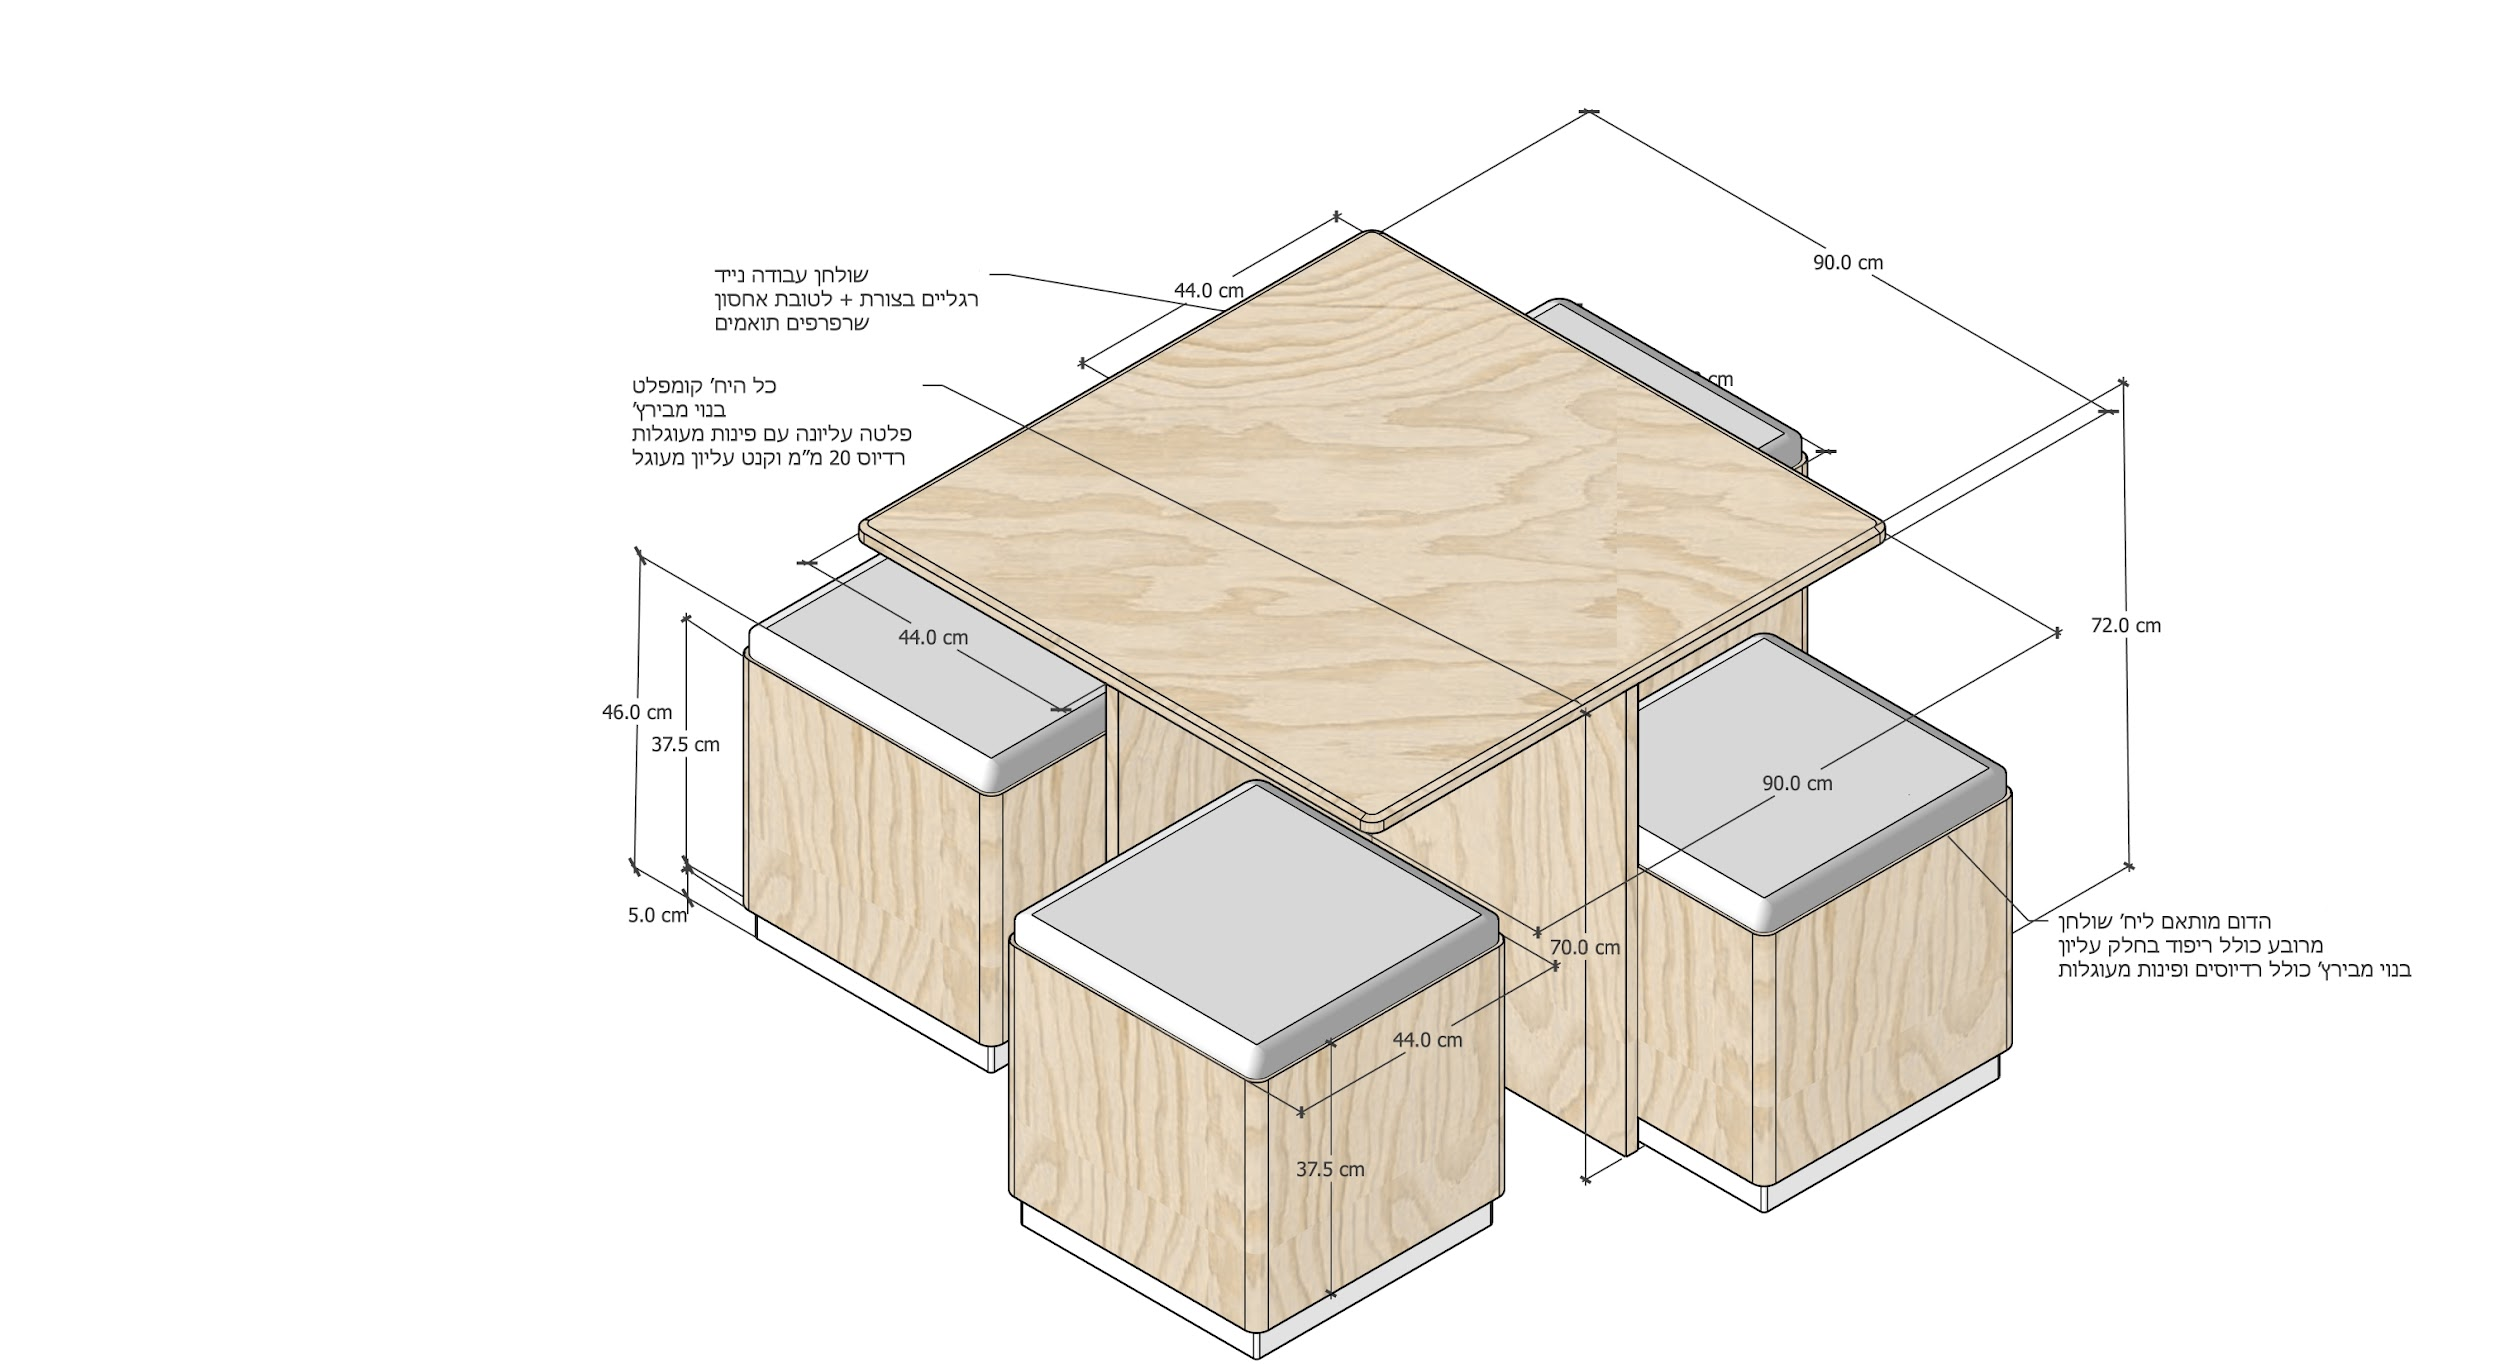 90.0 cm
שולחן עבודה נייד
רגליים בצורת + לטובת אחסון
שרפרפים תואמים
44.0 cm
כל היח' קומפלט
בנוי מבירץ'
פלטה עליונה עם פינות מעוגלות
רדיוס 20 מ"מ וקנט עליון מעוגל
cm
72.0 cm
44.0 cm
46.0 cm
37.5 cm
90.0 cm
5.0 cm
הדום מותאם ליח' שולחן
מרובע כולל ריפוד בחלק עליון
בנוי מבירץ' כולל רדיוסים ופינות מעוגלות
70.0 cm
44.0 cm
37.5 cm